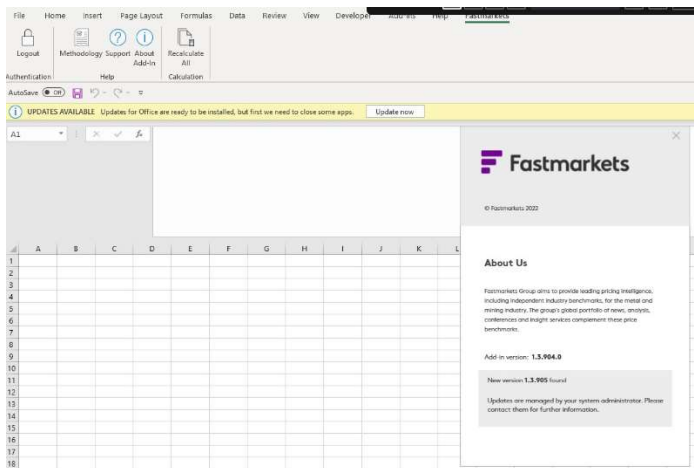 File Home Insert Page Layout Formulas Data Review View Developer Add-ins Help Fastmarkets
Logout Methodology Support About Add-In Recalculate All
Authentication Help Calculation
AutoSave Off
UPDATES AVAILABLE Updates for Office are ready to be installed, but first we need to close some apps. Update now
A1 fx
Fastmarkets
© Fastmarkets 2022
A B C D E F G H I J K L
1
2
3
4
5
6
7
8
9
10
11
12
13
14
15
16
17
18
About Us
Fastmarkets Group aims to provide leading pricing intelligence,
including independent industry benchmarks, for the metal and
mining industry. The group's global portfolio of news, analysis,
conferences and insight services complement these price
benchmarks.
Add-in version: 1.3.904.0
New version 1.3.905 found
Updates are managed by your system administrator. Please
contact them for further information.